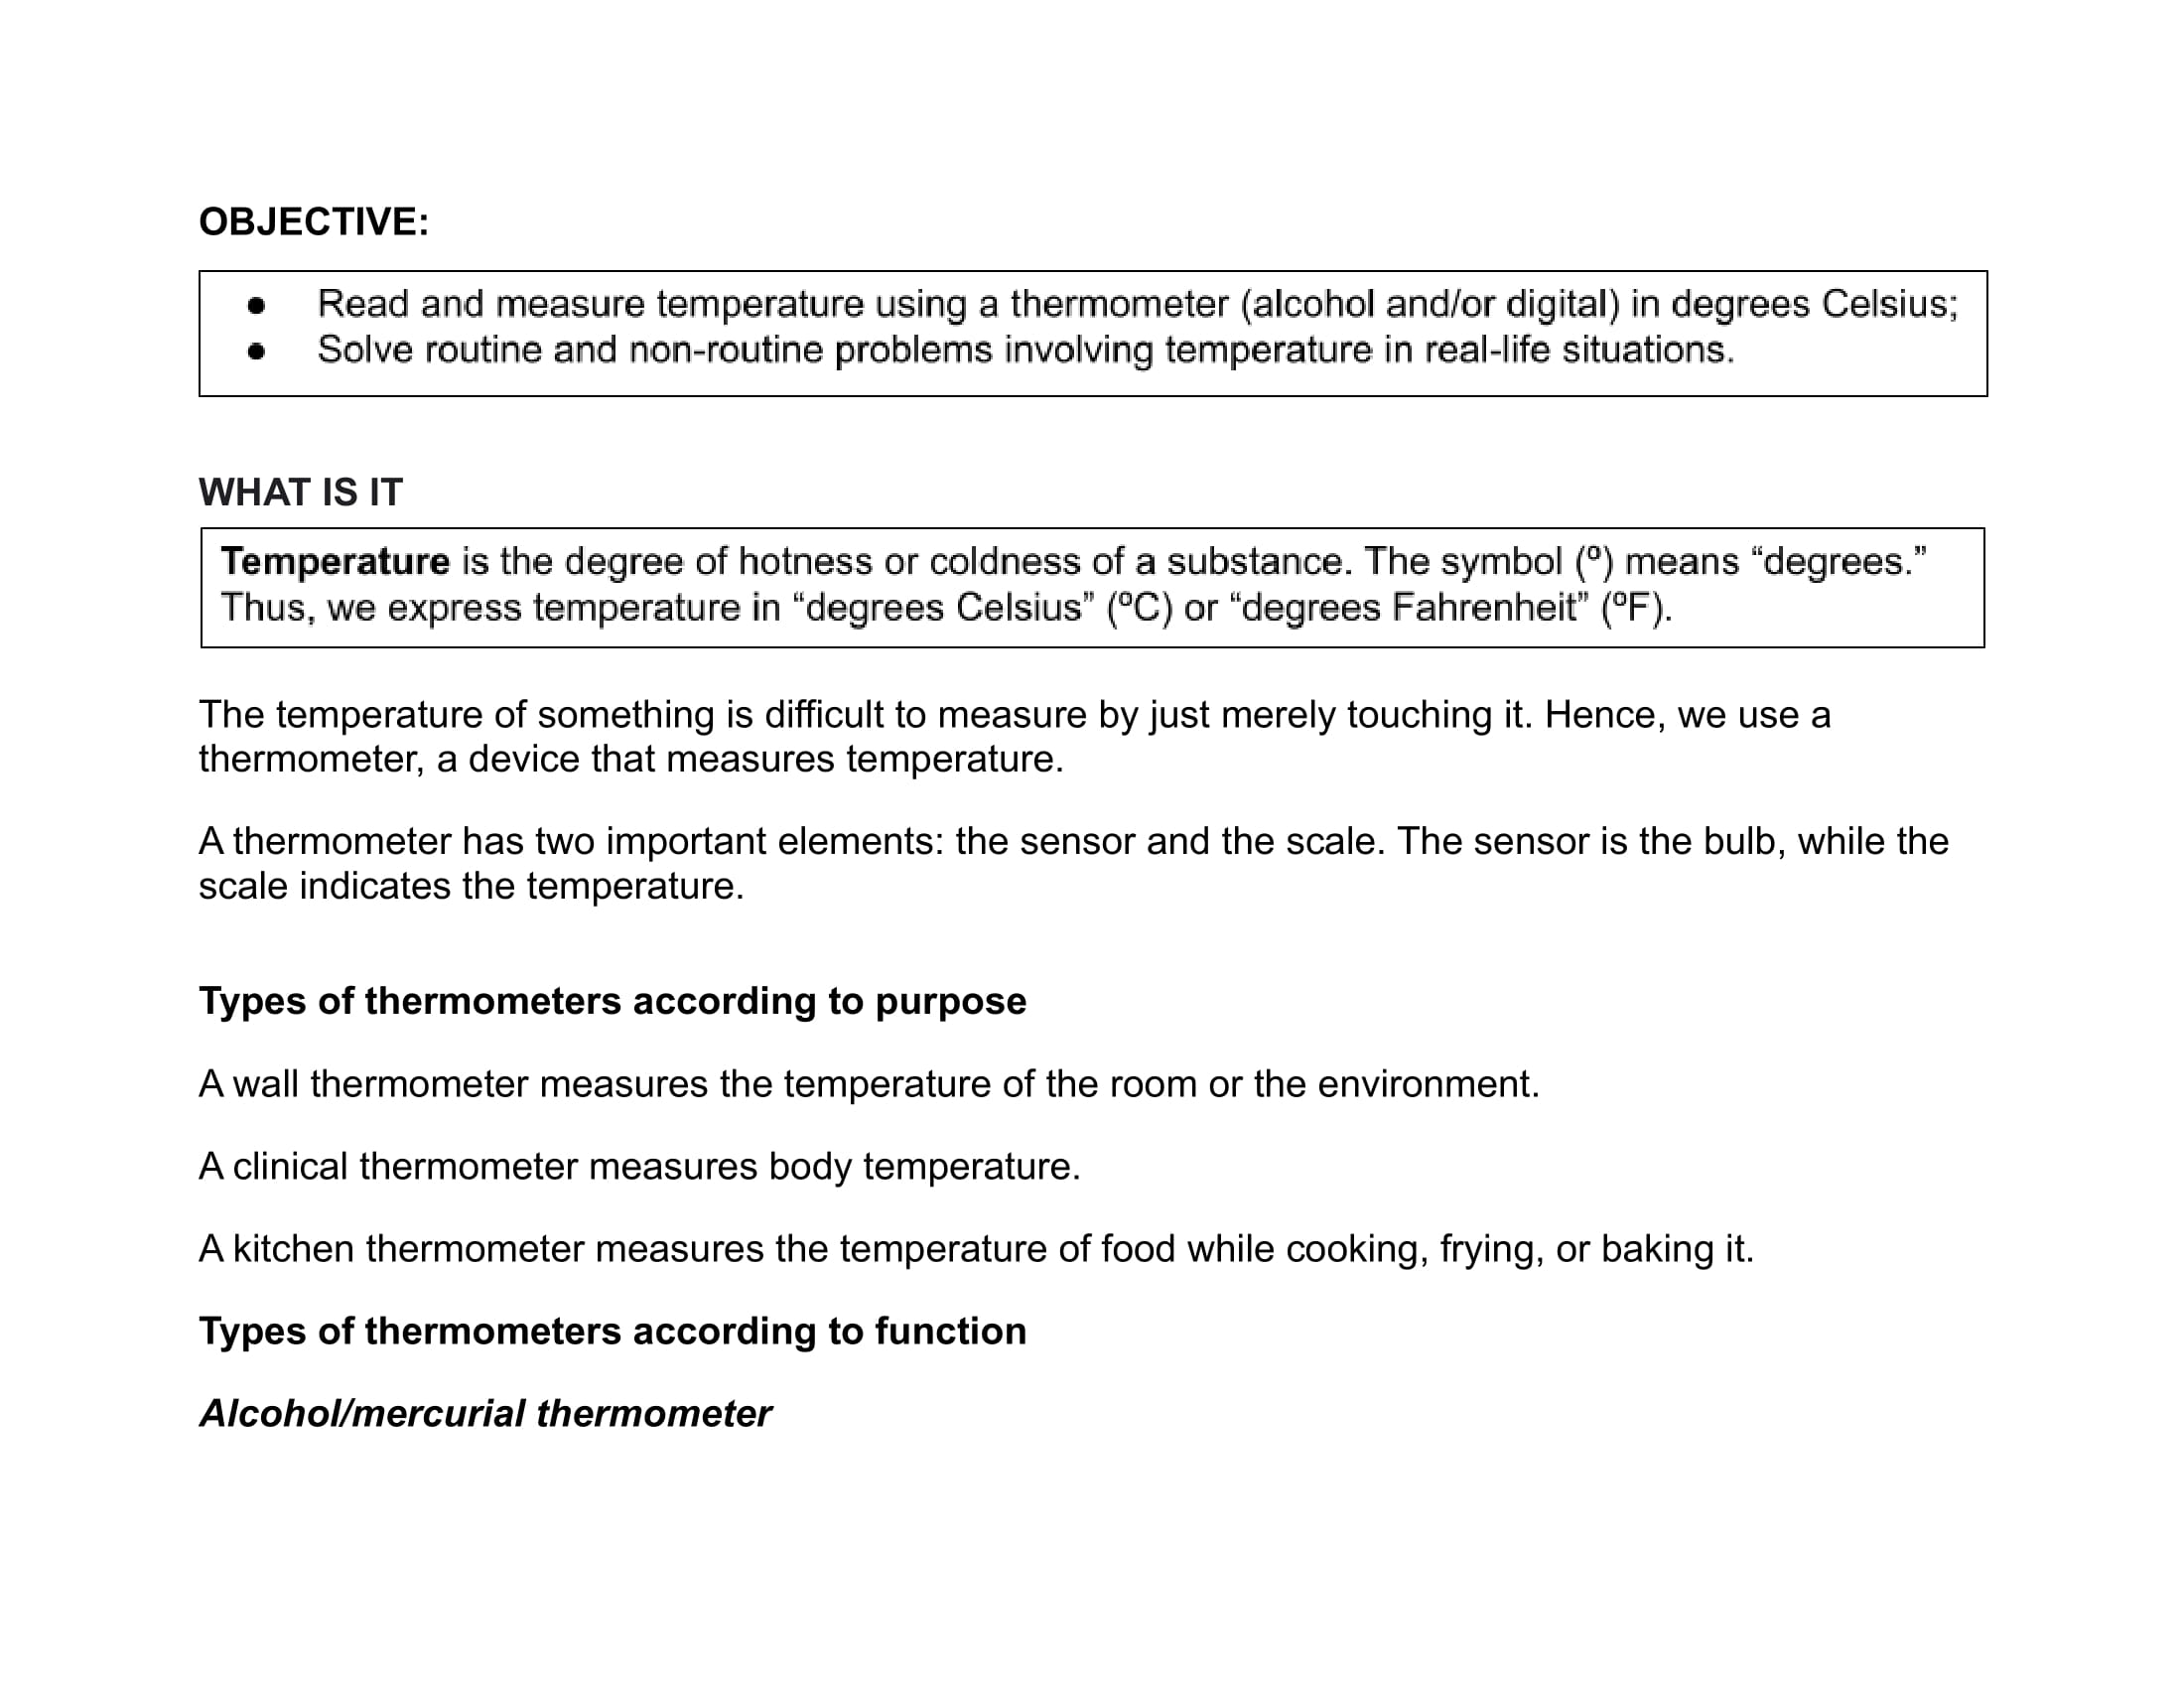 OBJECTIVE:
● Read and measure temperature using a thermometer (alcohol and/or digital) in degrees Celsius;
● Solve routine and non-routine problems involving temperature in real-life situations.
WHAT IS IT
Temperature is the degree of hotness or coldness of a substance. The symbol (º) means “degrees.”
Thus, we express temperature in “degrees Celsius” (ºC) or “degrees Fahrenheit” (ºF).
The temperature of something is difficult to measure by just merely touching it. Hence, we use a
thermometer, a device that measures temperature.
A thermometer has two important elements: the sensor and the scale. The sensor is the bulb, while the
scale indicates the temperature.
Types of thermometers according to purpose
A wall thermometer measures the temperature of the room or the environment.
A clinical thermometer measures body temperature.
A kitchen thermometer measures the temperature of food while cooking, frying, or baking it.
Types of thermometers according to function
Alcohol/mercurial thermometer